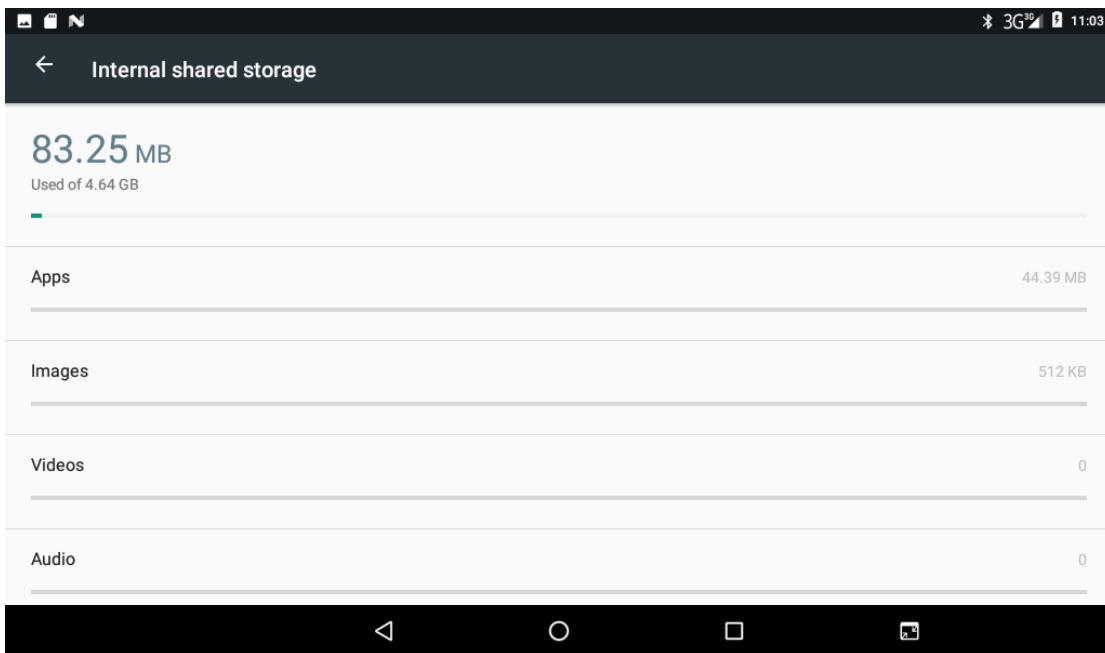 3G 3G 11:03
Internal shared storage
83.25 MB
Used of 4.64 GB
Apps 44.39 MB
Images 512 KB
Videos 0
Audio 0